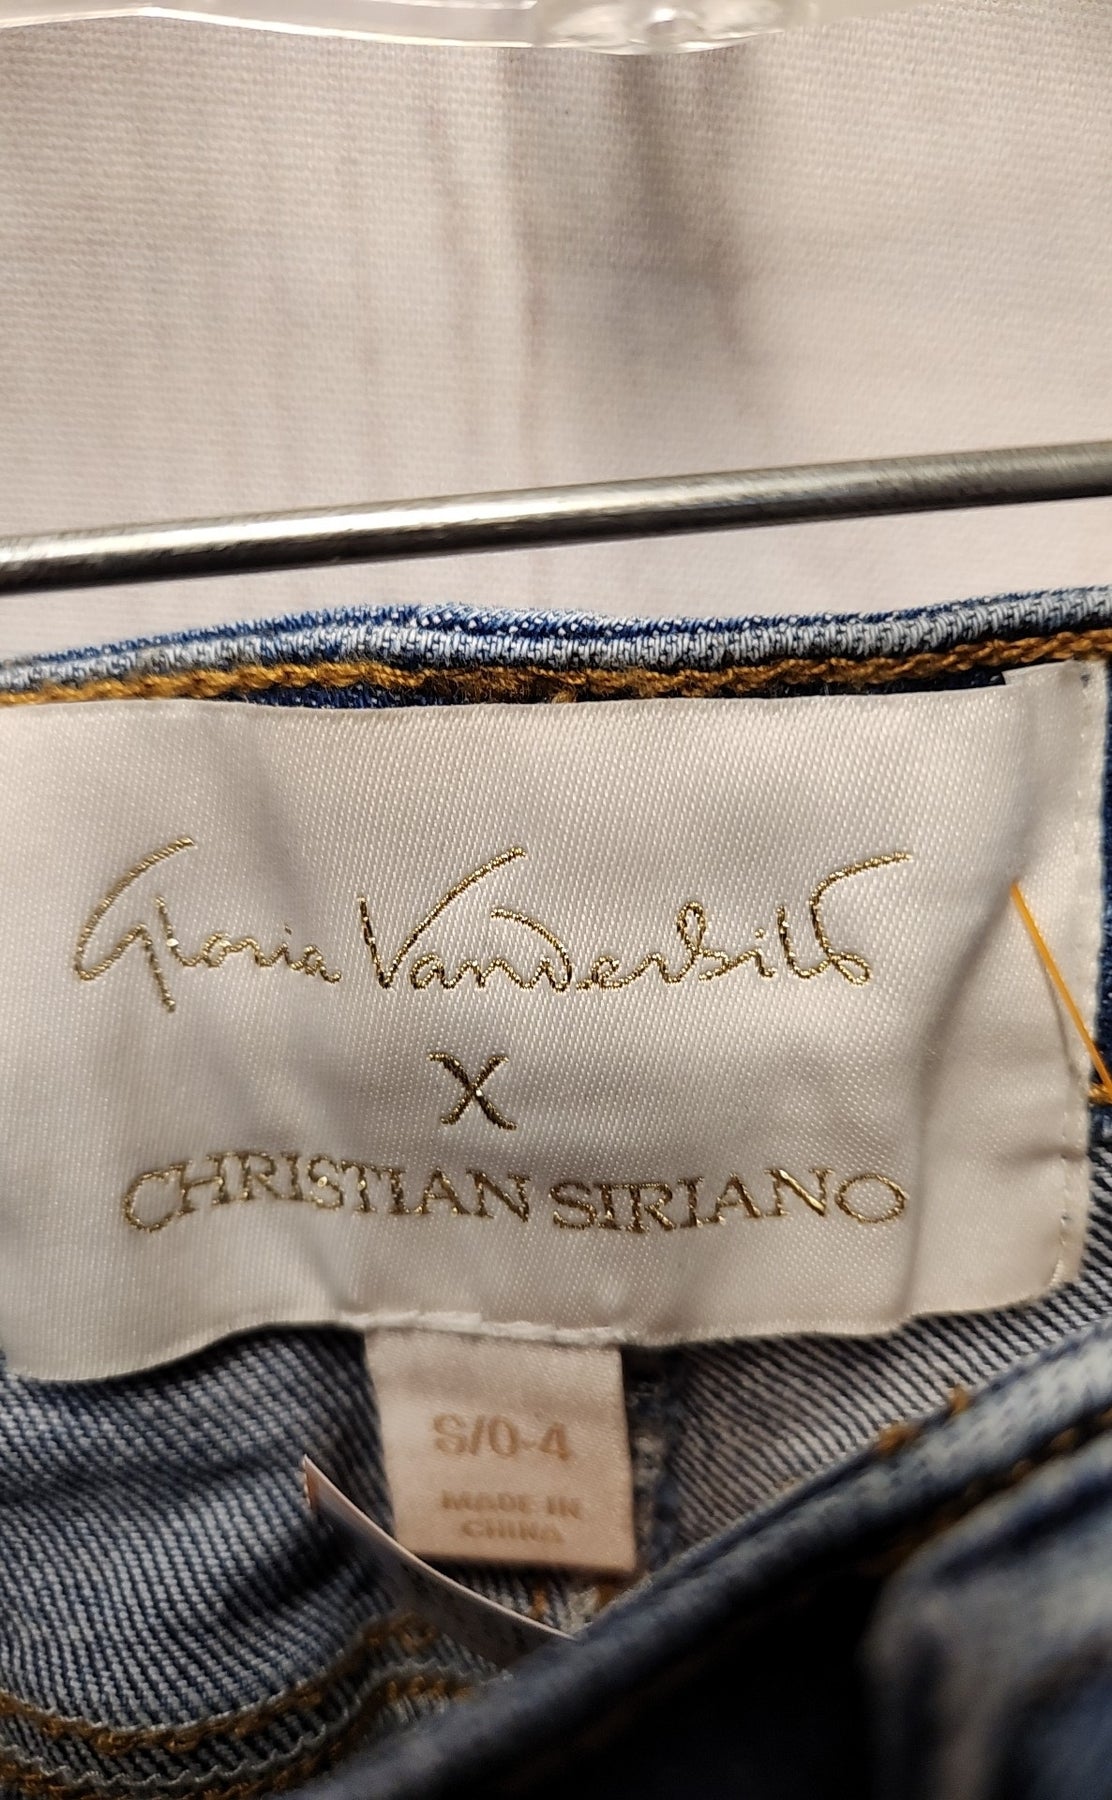 Gloria Vanderbilt
X
CHRISTIAN SIRIANO
S/0-4
MADE IN
CHINA